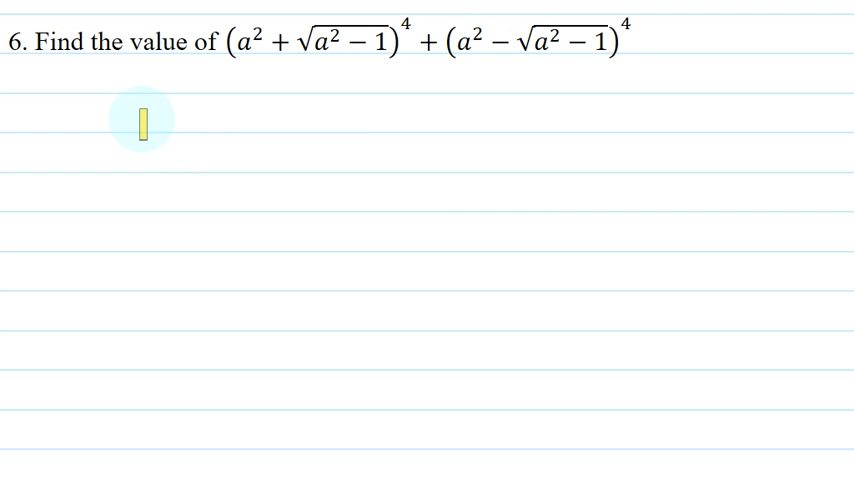 6. Find the value of (a² + √(a² − 1))⁴ + (a² − √(a² − 1))⁴